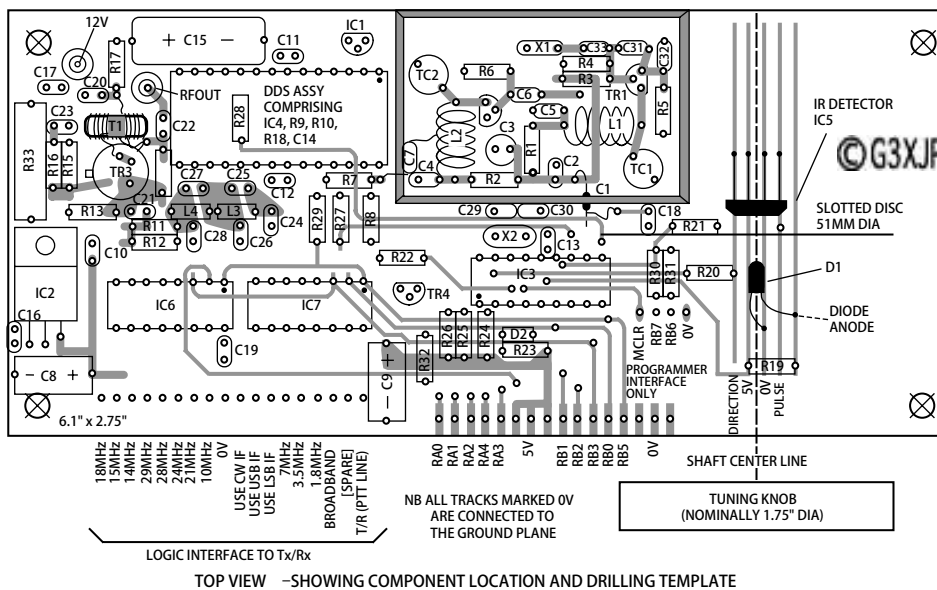 12V
C15
IC1
C11
R17
C17
C20
RFOUT
C23
T1
C22
R33
R16
R15
TR3
R28
DDS ASSY
COMPRISING
IC4, R9, R10,
R18, C14
C27
C25
C12
R7
R13
C21
L4
L3
C24
R11
R12
C28
C26
R29
R27
R8
C10
IC2
IC6
IC7
C16
C8
C19
C9
6.1" x 2.75"
TC2
R6
X1
C33
C31
C32
R4
R3
TR1
C6
C5
L2
C3
R1
L1
R5
C7
C4
R2
C2
TC1
C1
C29
C30
C18
X2
C13
R21
R22
IC3
R30
R31
R20
TR4
R26
R25
R24
D2
R23
R32
MCLR
RB7
RB6
0V
PROGRAMMER
INTERFACE
ONLY
R19
DIRECTION
5V
0V
PULSE
IR DETECTOR
IC5
©G3XJP
SLOTTED DISC
51MM DIA
D1
DIODE
ANODE
18MHz
15MHz
14MHz
29MHz
28MHz
24MHz
21MHz
10MHz
0V
USE CW IF
USE USB IF
USE LSB IF
7MHz
3.5MHz
1.8MHz
BROADBAND
[SPARE]
T/R (PTT LINE)
RA0
RA1
RA2
RA4
RA3
5V
RB1
RB2
RB3
RB0
RB5
0V
SHAFT CENTER LINE
NB ALL TRACKS MARKED 0V
ARE CONNECTED TO
THE GROUND PLANE
TUNING KNOB
(NOMINALLY 1.75" DIA)
LOGIC INTERFACE TO Tx/Rx
TOP VIEW –SHOWING COMPONENT LOCATION AND DRILLING TEMPLATE